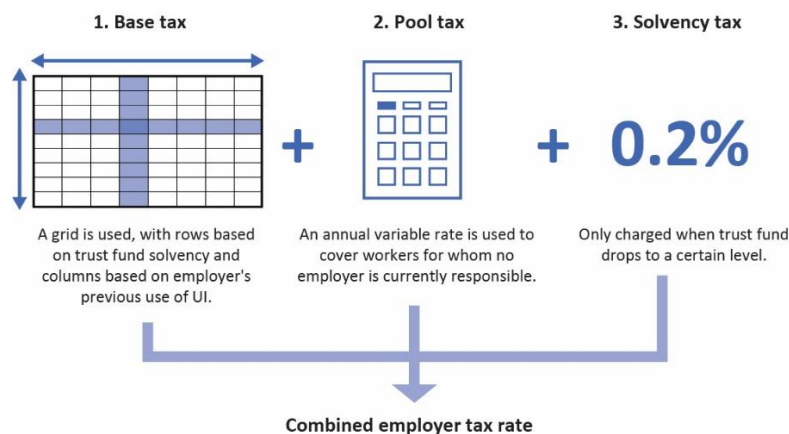 1. Base tax
2. Pool tax
3. Solvency tax
+
+
0.2%
A grid is used, with rows based
on trust fund solvency and
columns based on employer's
previous use of UI.
An annual variable rate is used to
cover workers for whom no
employer is currently responsible.
Only charged when trust fund
drops to a certain level.
Combined employer tax rate